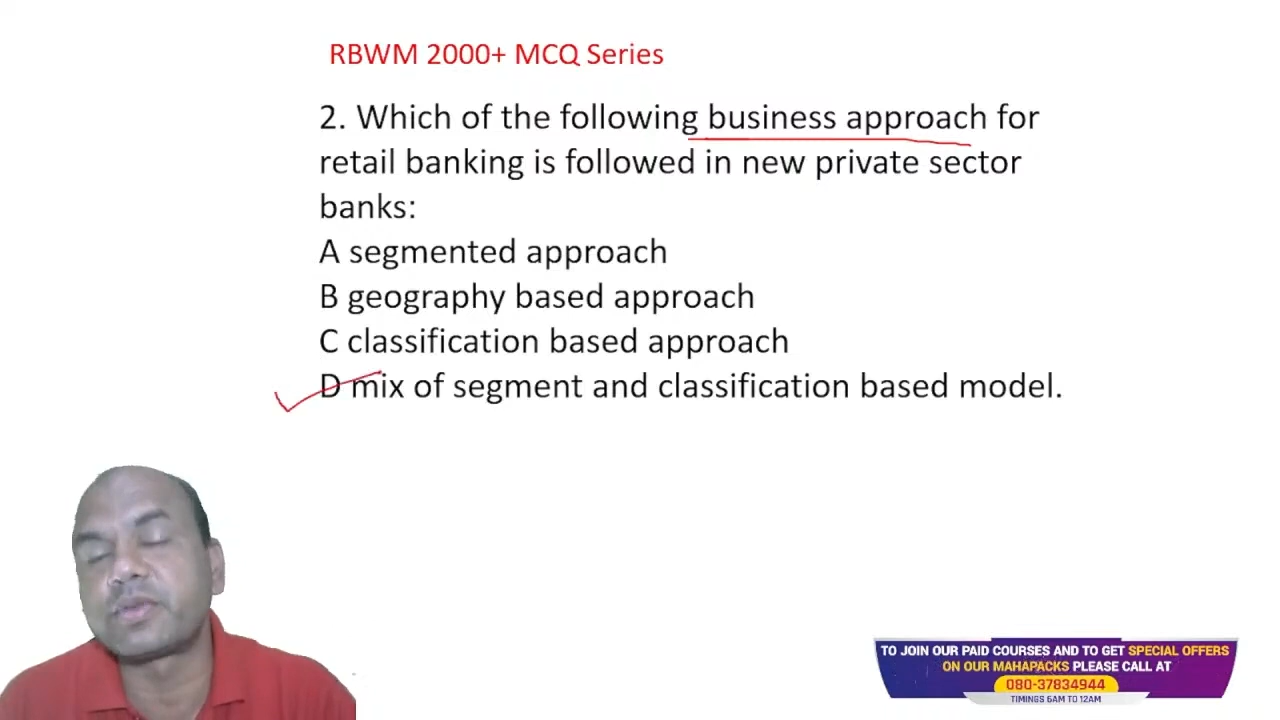 RBWM 2000+ MCQ Series
2. Which of the following business approach for
retail banking is followed in new private sector
banks:
A segmented approach
B geography based approach
C classification based approach
D mix of segment and classification based model.
TO JOIN OUR PAID COURSES AND TO GET SPECIAL OFFERS
ON OUR MAHAPACKS PLEASE CALL AT
080-37834944
TIMINGS 6AM TO 12AM